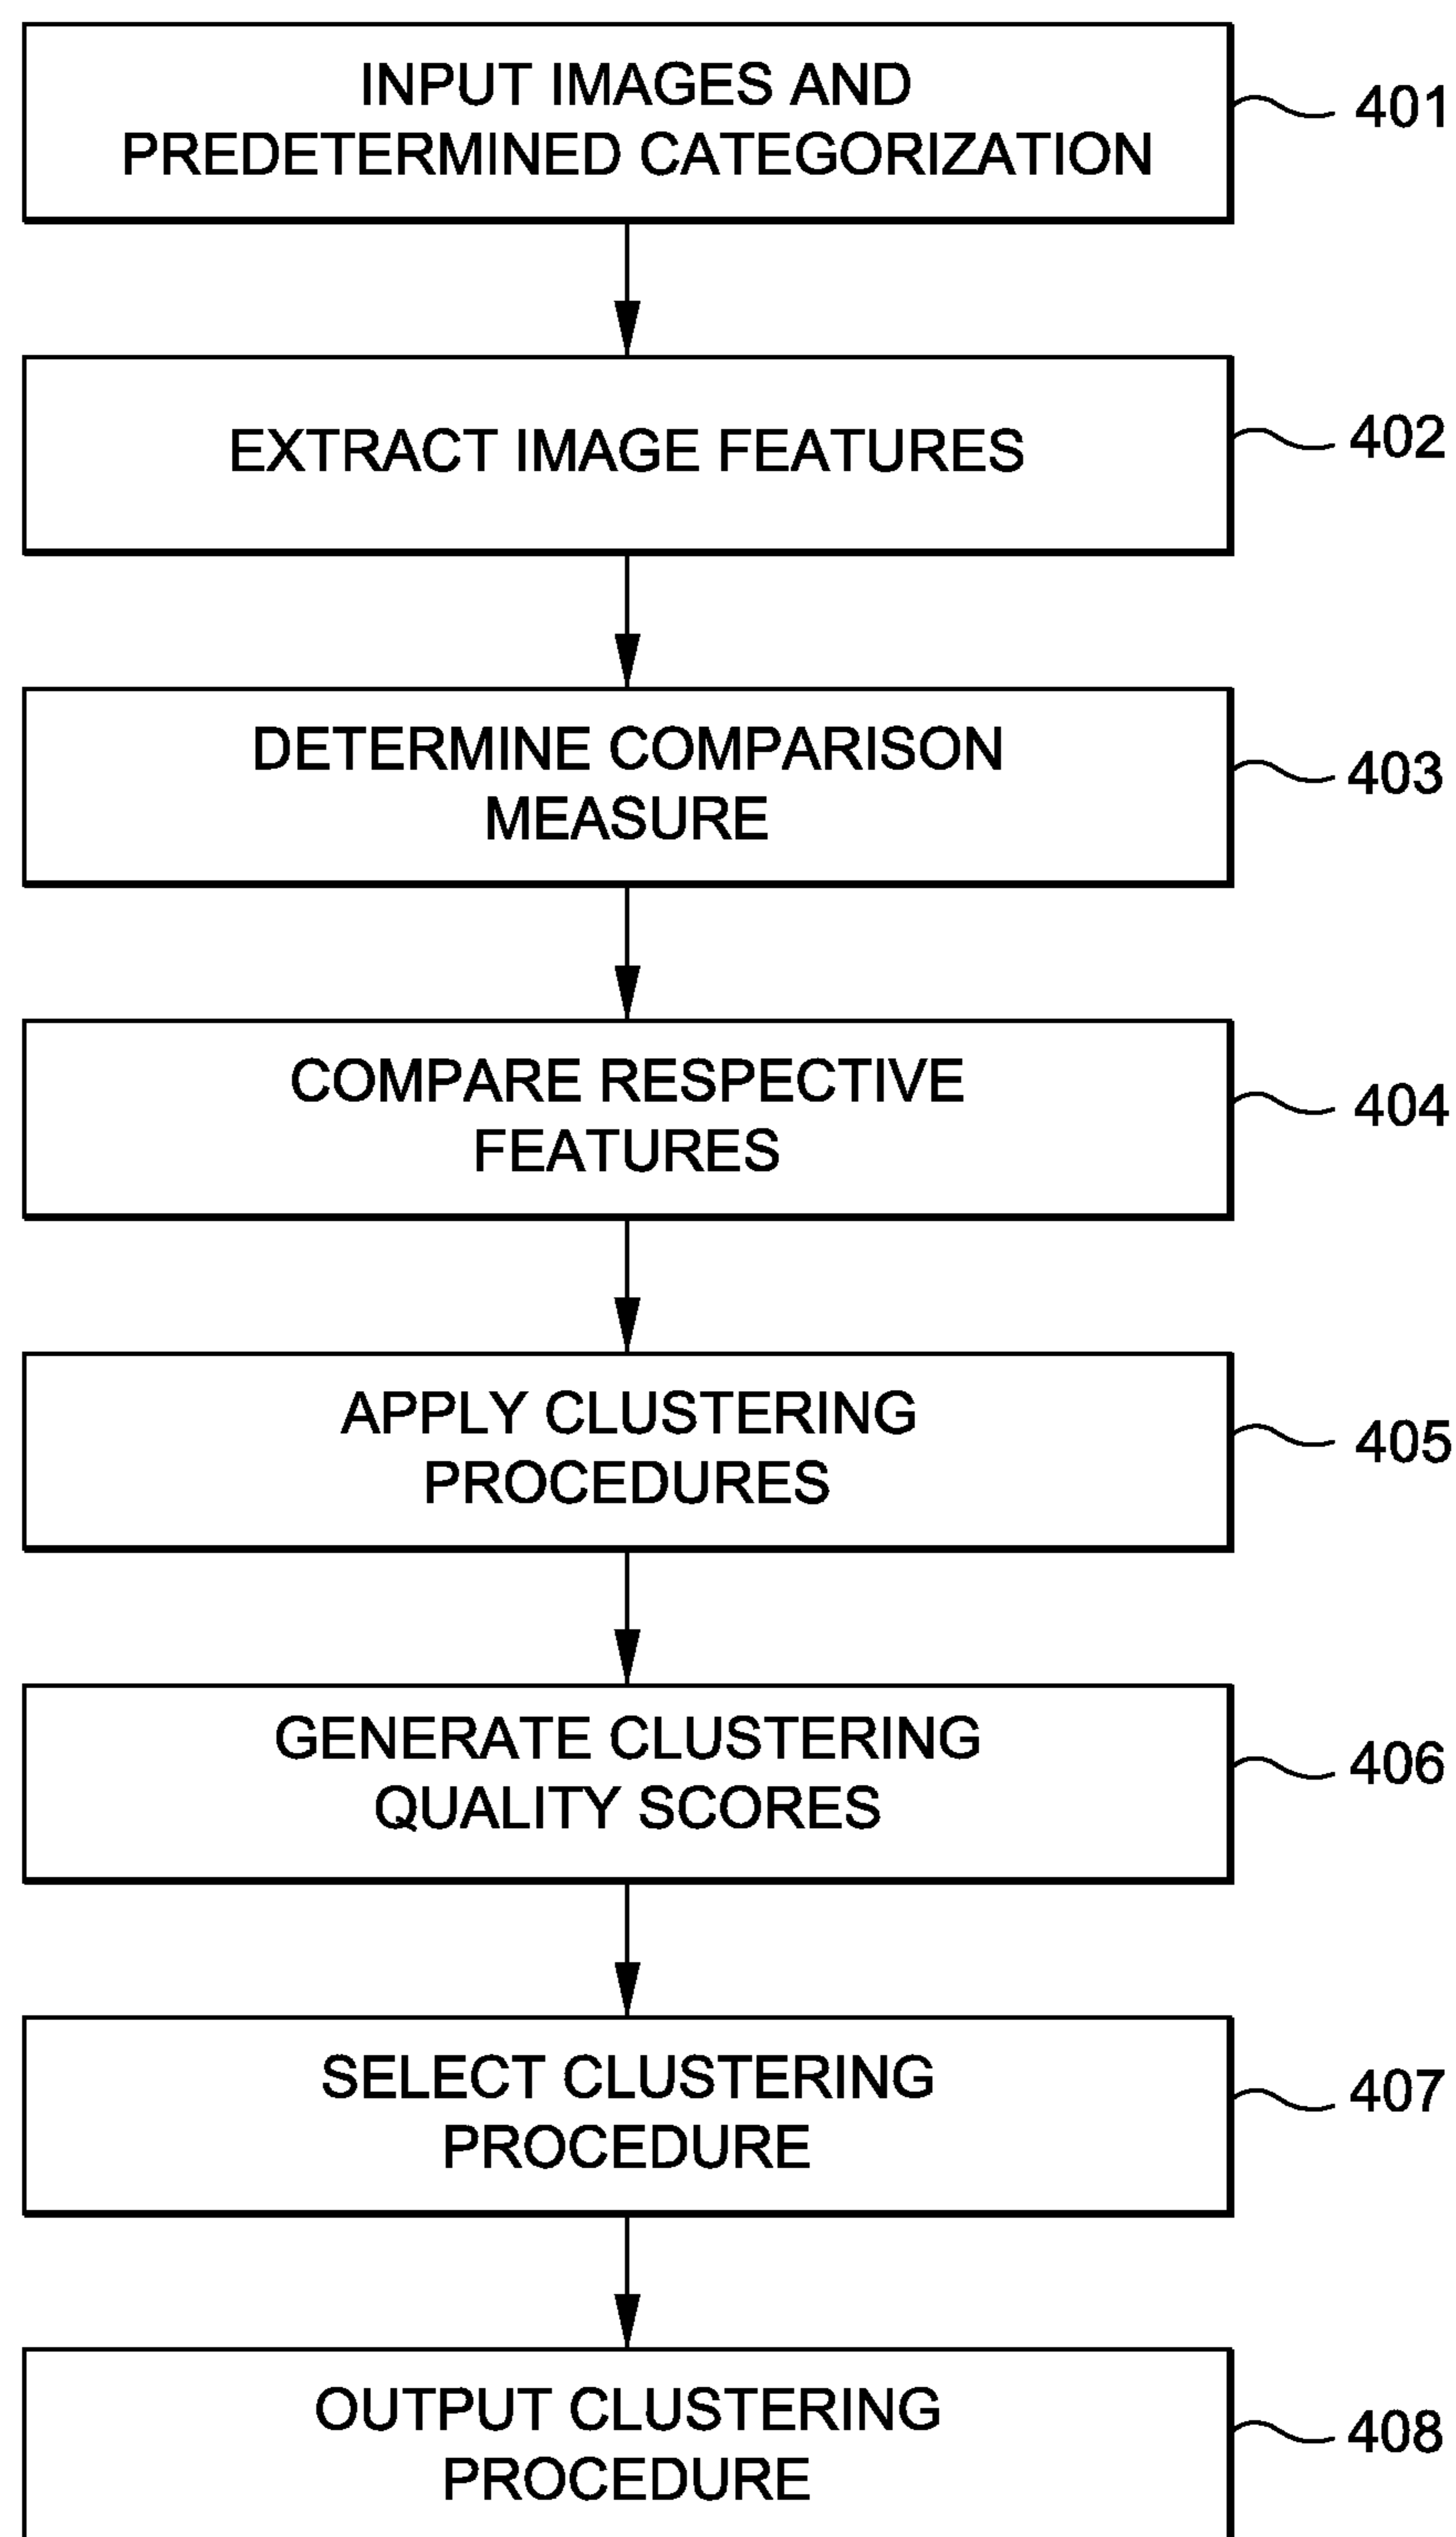 INPUT IMAGES AND
PREDETERMINED CATEGORIZATION
401
EXTRACT IMAGE FEATURES
402
DETERMINE COMPARISON
MEASURE
403
COMPARE RESPECTIVE
FEATURES
404
APPLY CLUSTERING
PROCEDURES
405
GENERATE CLUSTERING
QUALITY SCORES
406
SELECT CLUSTERING
PROCEDURE
407
OUTPUT CLUSTERING
PROCEDURE
408